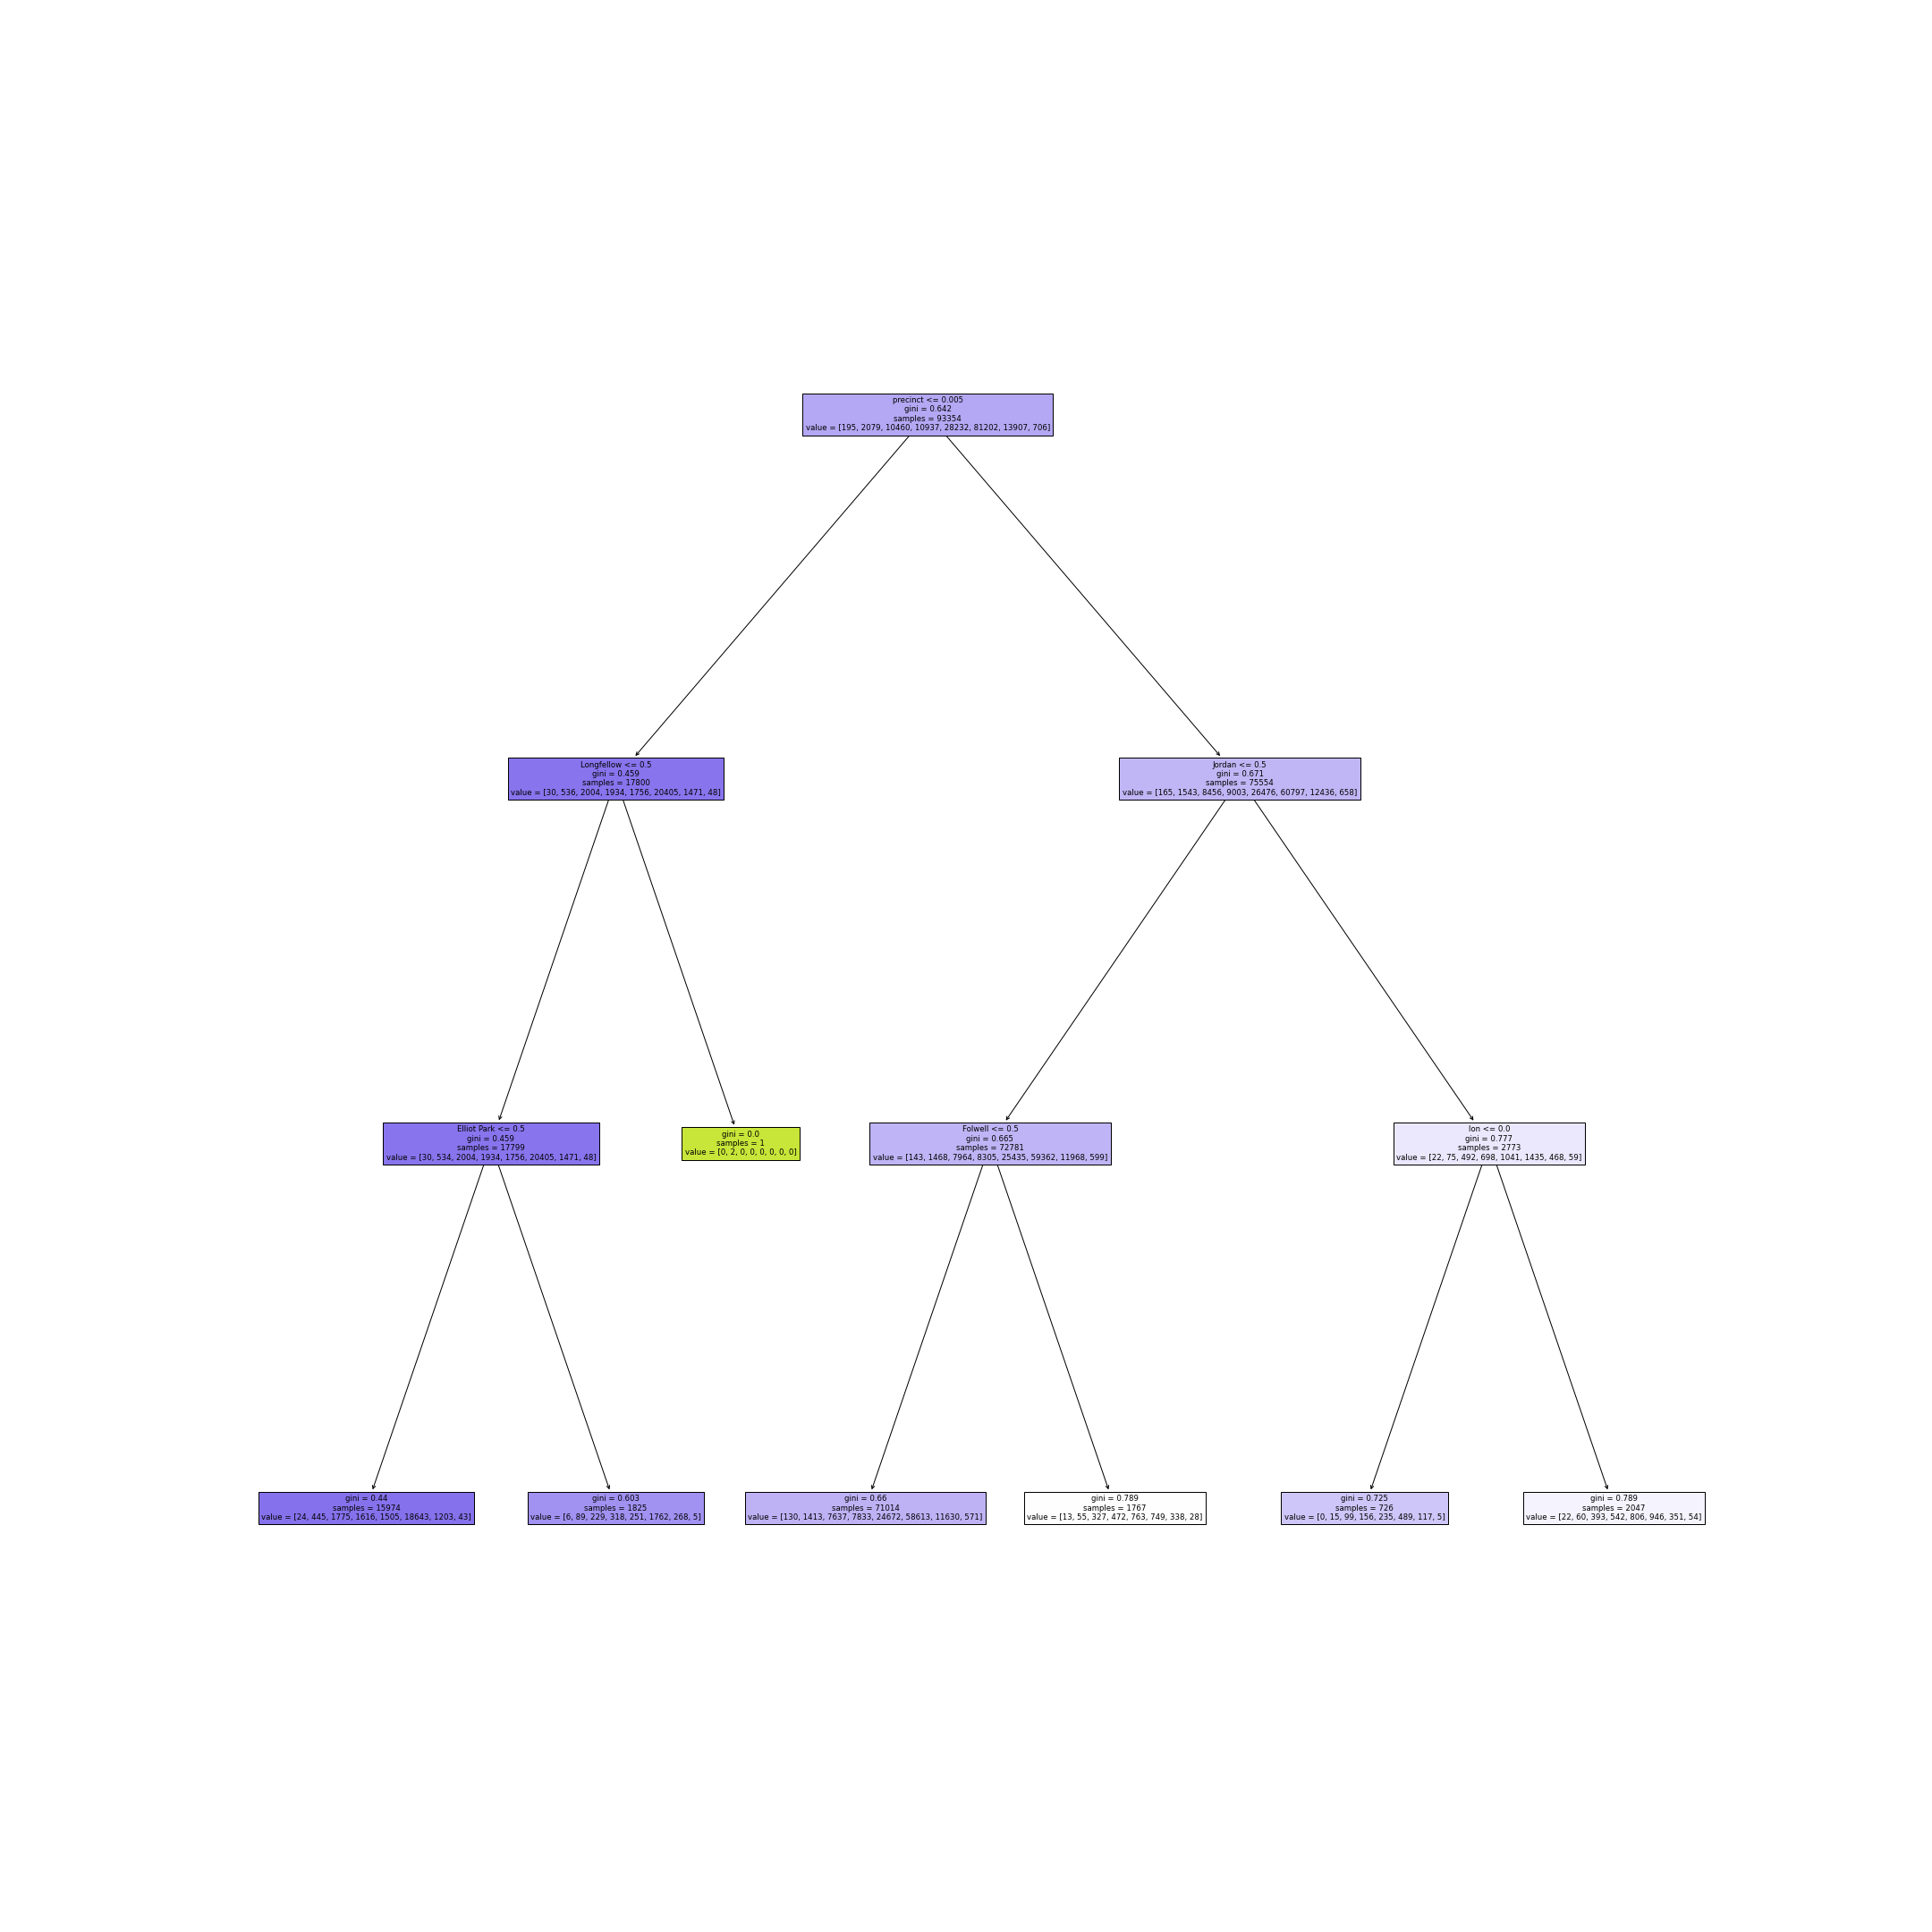 precinct <= 0.005
gini = 0.642
samples = 93354
value = [195, 2079, 10460, 10937, 28232, 81202, 13907, 706]
Longfellow <= 0.5
gini = 0.459
samples = 17800
value = [30, 536, 2004, 1934, 1756, 20405, 1471, 48]
Jordan <= 0.5
gini = 0.671
samples = 75554
value = [165, 1543, 8456, 9003, 26476, 60797, 12436, 658]
Elliot Park <= 0.5
gini = 0.459
samples = 17799
value = [30, 534, 2004, 1934, 1756, 20405, 1471, 48]
gini = 0.0
samples = 1
value = [0, 2, 0, 0, 0, 0, 0, 0]
Folwell <= 0.5
gini = 0.665
samples = 72781
value = [143, 1468, 7964, 8305, 25435, 59362, 11968, 599]
lon <= 0.0
gini = 0.777
samples = 2773
value = [22, 75, 492, 698, 1041, 1435, 468, 59]
gini = 0.44
samples = 15974
value = [24, 445, 1775, 1616, 1505, 18643, 1203, 43]
gini = 0.603
samples = 1825
value = [6, 89, 229, 318, 251, 1762, 268, 5]
gini = 0.66
samples = 71014
value = [130, 1413, 7637, 7833, 24672, 58613, 11630, 571]
gini = 0.789
samples = 1767
value = [13, 55, 327, 472, 763, 749, 338, 28]
gini = 0.725
samples = 726
value = [0, 15, 99, 156, 235, 489, 117, 5]
gini = 0.789
samples = 2047
value = [22, 60, 393, 542, 806, 946, 351, 54]